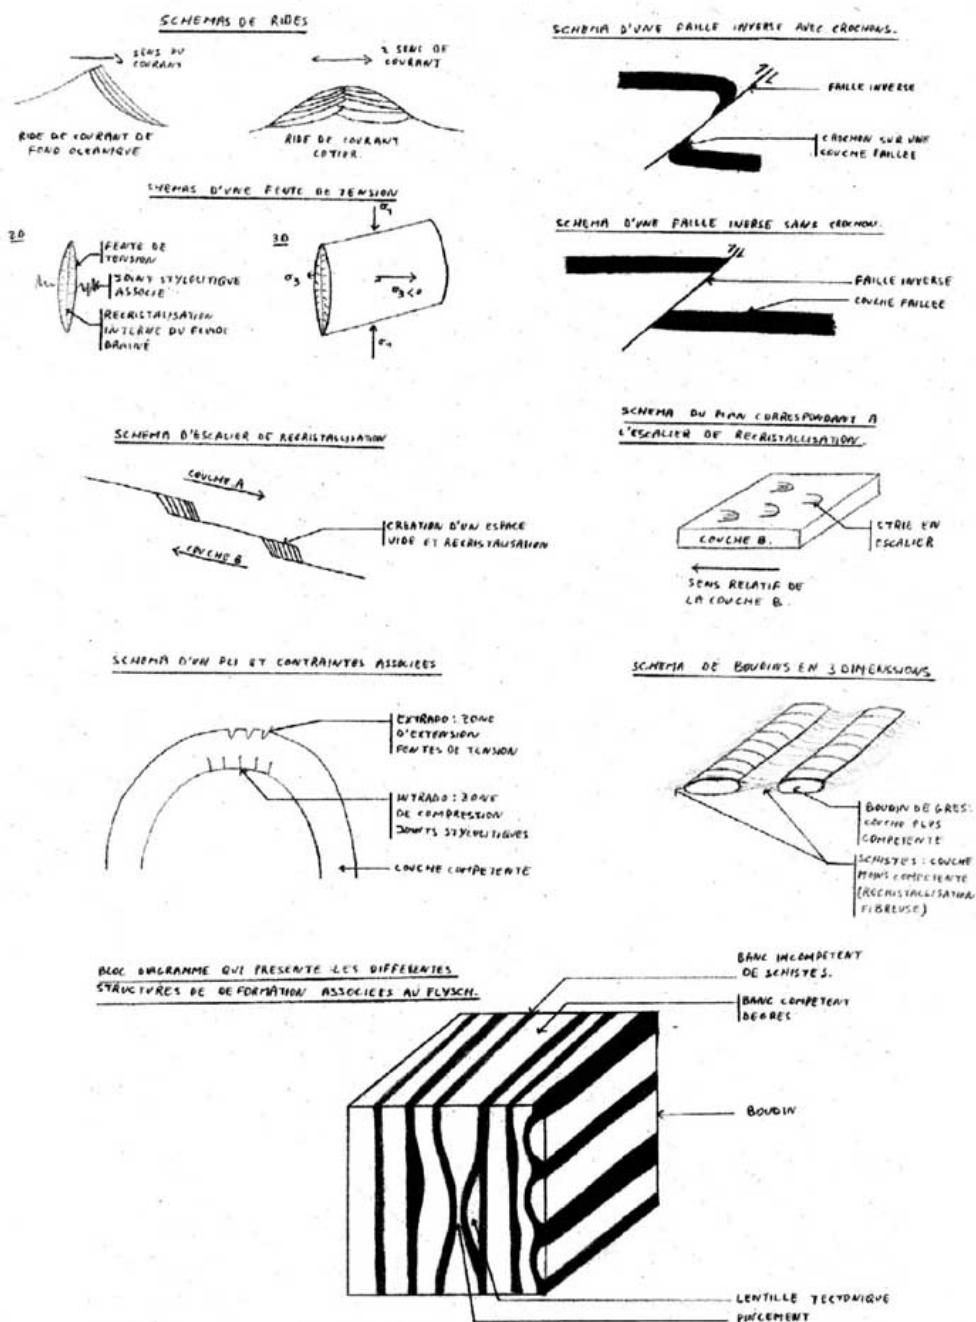 SCHEMAS DE RIDES
SENS DU
COURANT
2 SENS DE
COURANT
RIDE DE COURANT DE
FOND OCEANIQUE
RIDE DE COURANT
COTIER.
SCHEMA D'UNE FAILLE INVERSE AVEC CROCHONS.
FAILLE INVERSE
CROCHON SUR UNE
COUCHE FAILLEE
SHEMAS D'UNE FENTE DE TENSION
2D
FENTE DE
TENSION
JOINT STYLOLITIQUE
ASSOCIE
RECRISTALISATION
INTERNE DU FLUIDE
DRAINÉ
3D
σ1
σ3
σ3<0
σ1
SCHEMA D'UNE FAILLE INERSE SANS CROCHON.
FAILLE INVERSE
COUCHE FAILLEE
SCHEMA D'ESCALIER DE RECRISTALLISATION
COUCHE A
COUCHE B
CREATION D'UN ESPACE
VIDE ET RECRISTALISATION
SCHEMA DU PLAN CORRESPONDANT A
L'ESCALIER DE RECRISTALLISATION.
COUCHE B.
STRIE EN
ESCALIER
SENS RELATIF DE
LA COUCHE B.
SCHEMA D'UN PLI ET CONTRAINTES ASSOCIEES
EXTRADO : ZONE
D'EXTENSION
FENTES DE TENSION
INTRADO : ZONE
DE COMPRESSION
JOINTS STYLOLITIQUES
COUCHE COMPETENTE
SCHEMA DE BOUDINS EN 3 DIMENSSIONS
BOUDIN DE GRES :
COUCHE PLUS
COMPETENTE
SCHISTES : COUCHE
MOINS COMPETENTE
(RECRISTALLISATION
FIBREUSE)
BLOC DIAGRAMME QUI PRESENTE LES DIFFERENTES
STRUCTURES DE DEFORMATION ASSOCIEES AU FLYSCH.
BANC INCOMPETENT
DE SCHISTES.
BANC COMPETENT
DE GRES
BOUDIN
LENTILLE TECTONIQUE
PINCEMENT